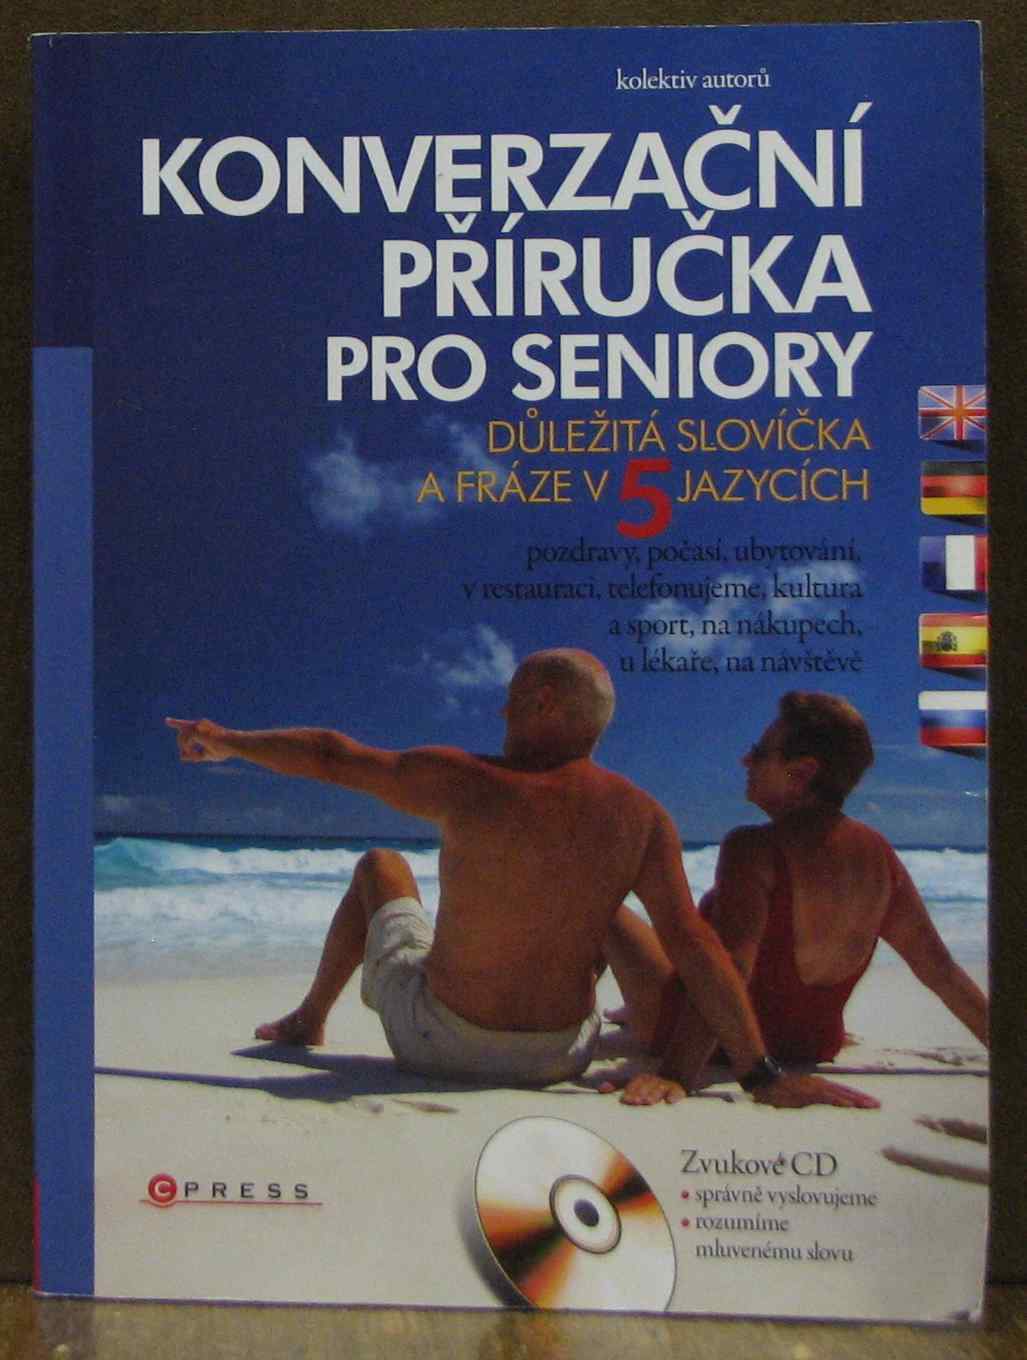 kolektiv autorů
KONVERZAČNÍ
PŘÍRUČKA
PRO SENIORY
DŮLEŽITÁ SLOVÍČKA
A FRÁZE V 5 JAZYCÍCH
pozdravy, počasí, ubytování,
v restauraci, telefonujeme, kultura
a sport, na nákupech,
u lékaře, na návštěvě
Zvukové CD
• správně vyslovujeme
• rozumíme
mluvenému slovu
C PRESS